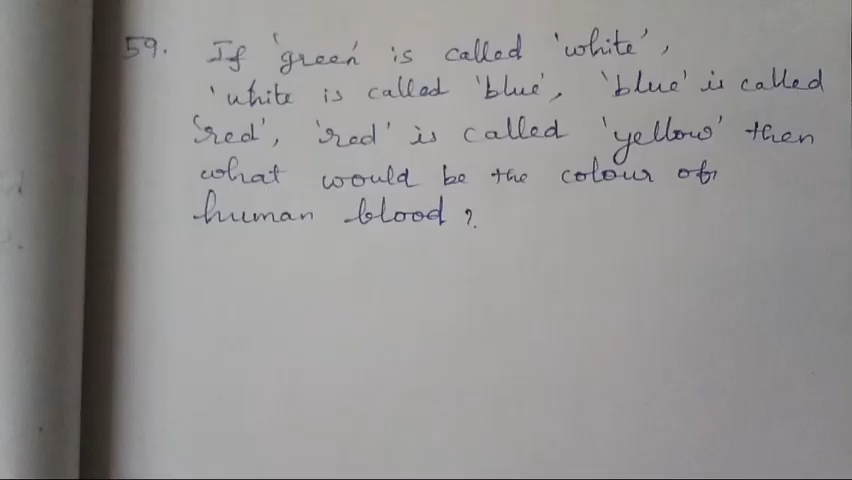 59. If 'green' is called 'white',
'white is called 'blue', 'blue' is called
'red', 'red' is called 'yellow' then
what would be the colour of
human blood?